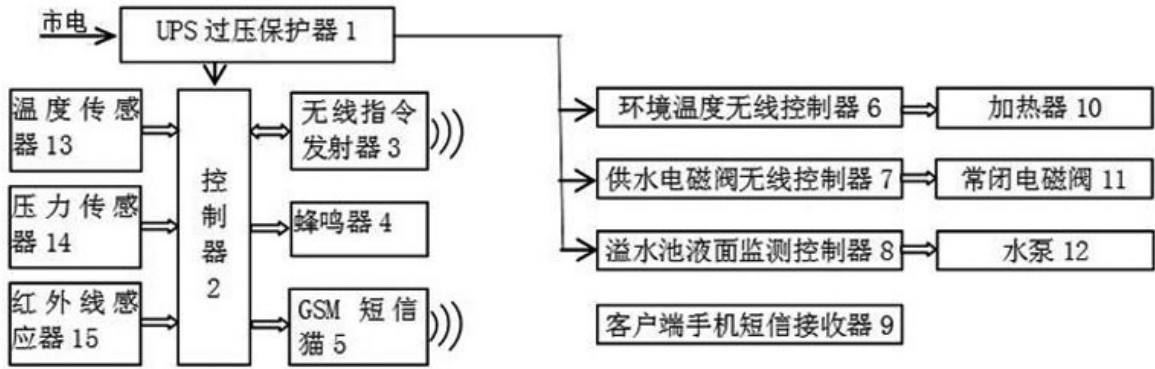 市电
UPS 过压保护器 1
温度传感
器 13
压力传感
器 14
红外线感
应器 15
控
制
器
2
无线指令
发射器 3
蜂鸣器 4
GSM 短信
猫 5
环境温度无线控制器 6
加热器 10
供水电磁阀无线控制器 7
常闭电磁阀 11
溢水池液面监测控制器 8
水泵 12
客户端手机短信接收器 9